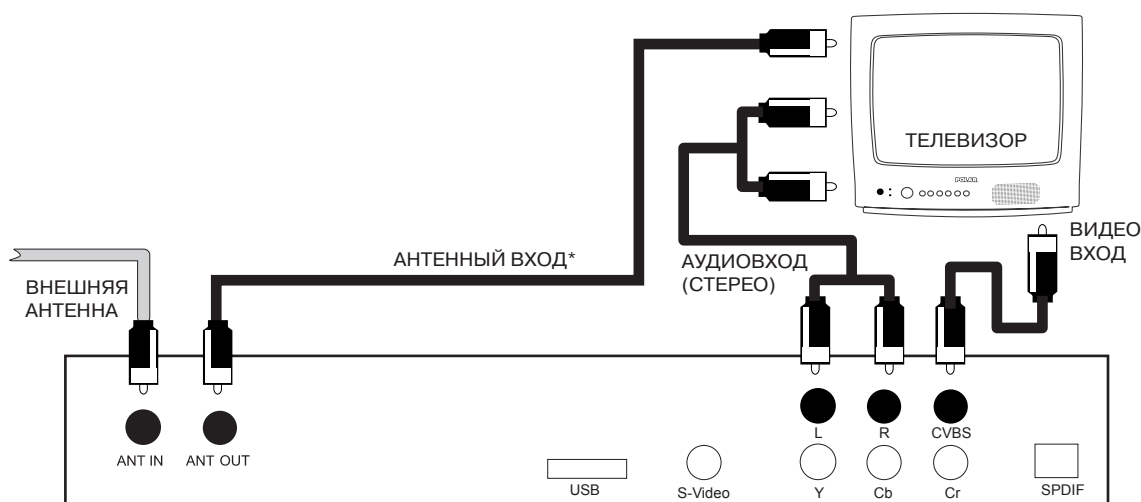 ТЕЛЕВИЗОР
POLAR
ВИДЕО
ВХОД
АНТЕННЫЙ ВХОД*
АУДИОВХОД
(СТЕРЕО)
ВНЕШНЯЯ
АНТЕННА
L R CVBS
ANT IN ANT OUT
USB S-Video Y Cb Cr SPDIF